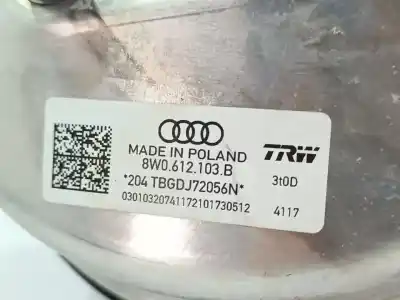 MADE IN POLAND
8W0.612.103.B
*204 TBGDJ72056N*
03010320741172101730512
TRW
3t0D
4117